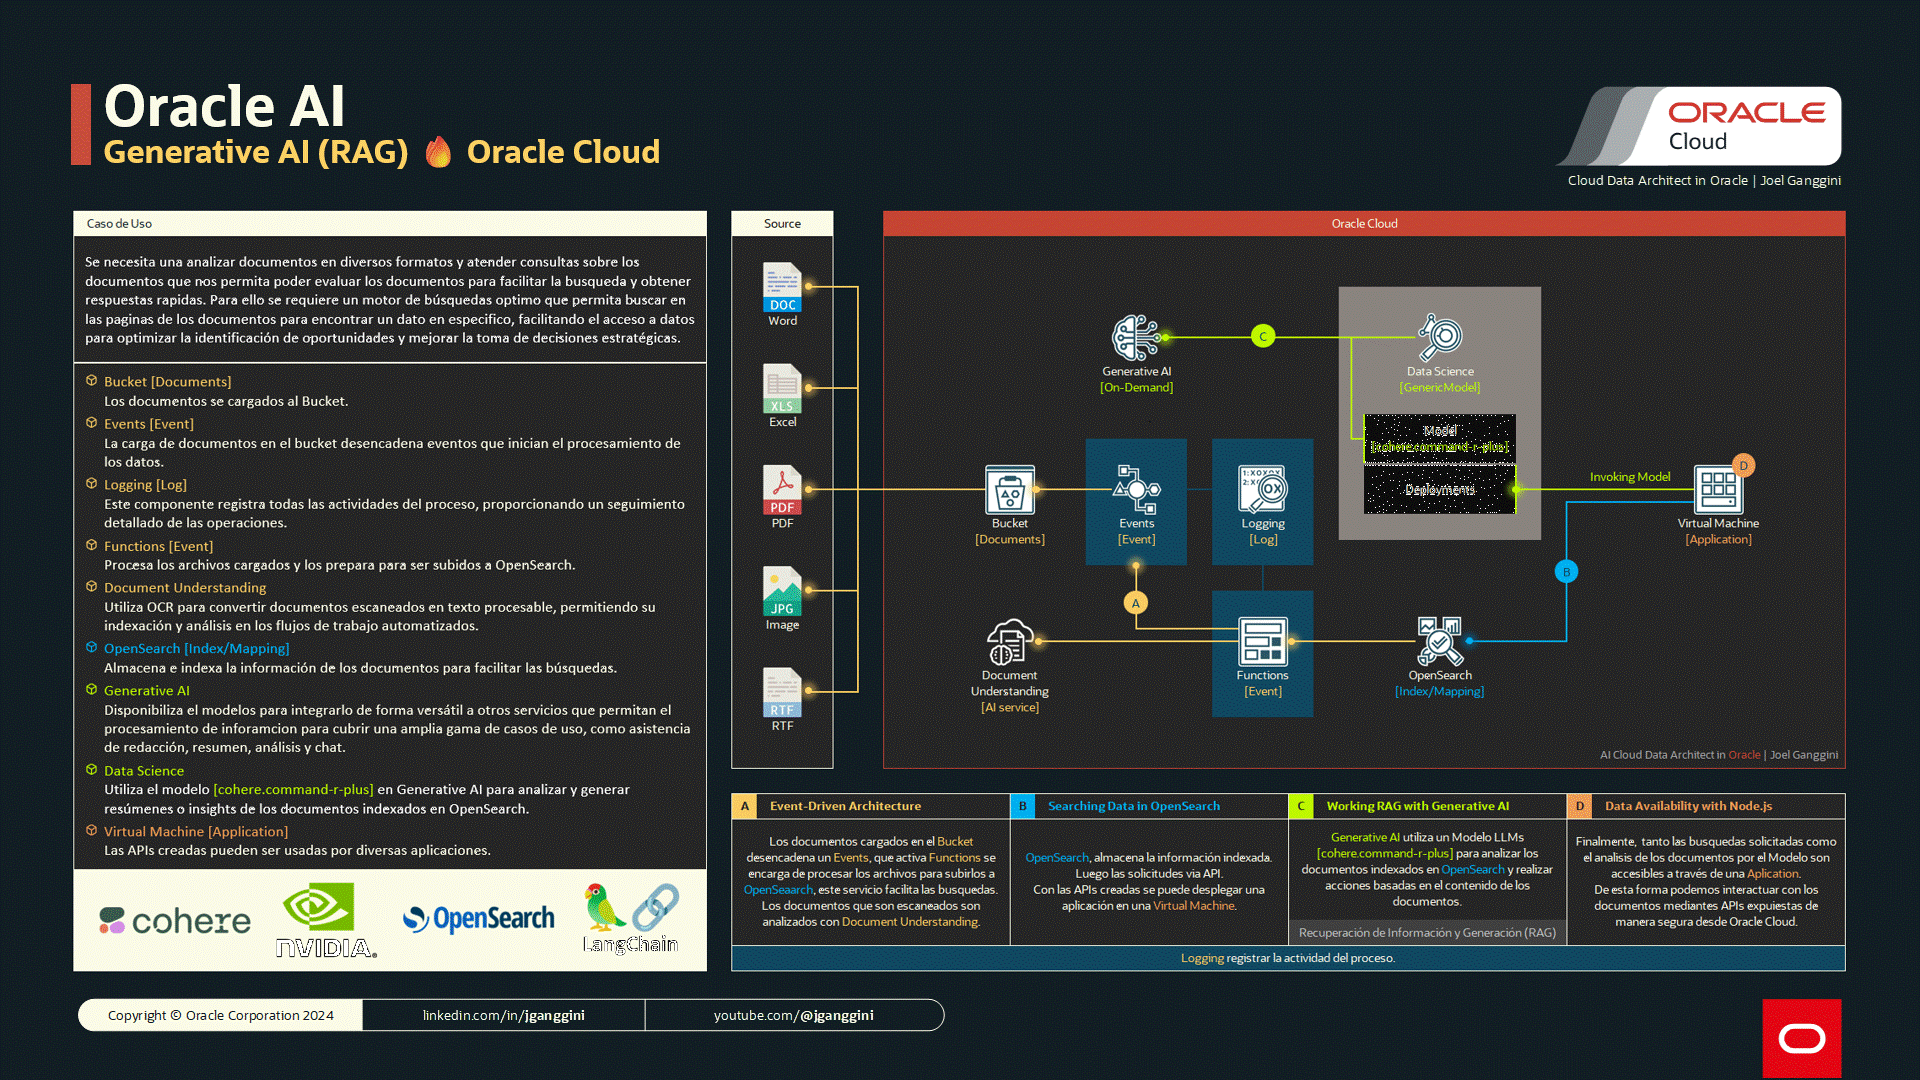 Oracle AI
Generative AI (RAG) 🔥 Oracle Cloud
ORACLE
Cloud
Cloud Data Architect in Oracle | Joel Ganggini
Caso de Uso
Se necesita una analizar documentos en diversos formatos y atender consultas sobre los
documentos que nos permita poder evaluar los documentos para facilitar la busqueda y obtener
respuestas rapidas. Para ello se requiere un motor de búsquedas optimo que permita buscar en
las paginas de los documentos para encontrar un dato en especifico, facilitando el acceso a datos
para optimizar la identificación de oportunidades y mejorar la toma de decisiones estratégicas.
Bucket [Documents]
Los documentos se cargados al Bucket.
Events [Event]
La carga de documentos en el bucket desencadena eventos que inician el procesamiento de
los datos.
Logging [Log]
Este componente registra todas las actividades del proceso, proporcionando un seguimiento
detallado de las operaciones.
Functions [Event]
Procesa los archivos cargados y los prepara para ser subidos a OpenSearch.
Document Understanding
Utiliza OCR para convertir documentos escaneados en texto procesable, permitiendo su
indexación y análisis en los flujos de trabajo automatizados.
OpenSearch [Index/Mapping]
Almacena e indexa la información de los documentos para facilitar las búsquedas.
Generative AI
Disponibiliza el modelos para integrarlo de forma versátil a otros servicios que permitan el
procesamiento de inforamcion para cubrir una amplia gama de casos de uso, como asistencia
de redacción, resumen, análisis y chat.
Data Science
Utiliza el modelo [cohere.command-r-plus] en Generative AI para analizar y generar
resúmenes o insights de los documentos indexados en OpenSearch.
Virtual Machine [Application]
Las APIs creadas pueden ser usadas por diversas aplicaciones.
cohere
NVIDIA.
OpenSearch
LangChain
Source
DOC
Word
XLS
Excel
PDF
PDF
JPG
Image
RTF
RTF
Oracle Cloud
Generative AI
[On-Demand]
C
Data Science
[GenericModel]
Model
[cohere.command-r-plus]
Deployments
Invoking Model
D
Virtual Machine
[Application]
Bucket
[Documents]
Events
[Event]
Logging
[Log]
A
B
Document
Understanding
[AI service]
Functions
[Event]
OpenSearch
[Index/Mapping]
AI Cloud Data Architect in Oracle | Joel Ganggini
A Event-Driven Architecture
Los documentos cargados en el Bucket
desencadena un Events, que activa Functions se
encarga de procesar los archivos para subirlos a
OpenSeaarch, este servicio facilita las busquedas.
Los documentos que son escaneados son
analizados con Document Understanding.
B Searching Data in OpenSearch
OpenSearch, almacena la información indexada.
Luego las solicitudes via API.
Con las APIs creadas se puede desplegar una
aplicación en una Virtual Machine.
C Working RAG with Generative AI
Generative AI utiliza un Modelo LLMs
[cohere.command-r-plus] para analizar los
documentos indexados en OpenSearch y realizar
acciones basadas en el contenido de los
documentos.
Recuperación de Información y Generación (RAG)
D Data Availability with Node.js
Finalmente, tanto las busquedas solicitadas como
el analisis de los documentos por el Modelo son
accesibles a través de una Aplication.
De esta forma podemos interactuar con los
documentos mediantes APIs expuiestas de
manera segura desde Oracle Cloud.
Logging registrar la actividad del proceso.
Copyright © Oracle Corporation 2024
linkedin.com/in/jganggini
youtube.com/@jganggini